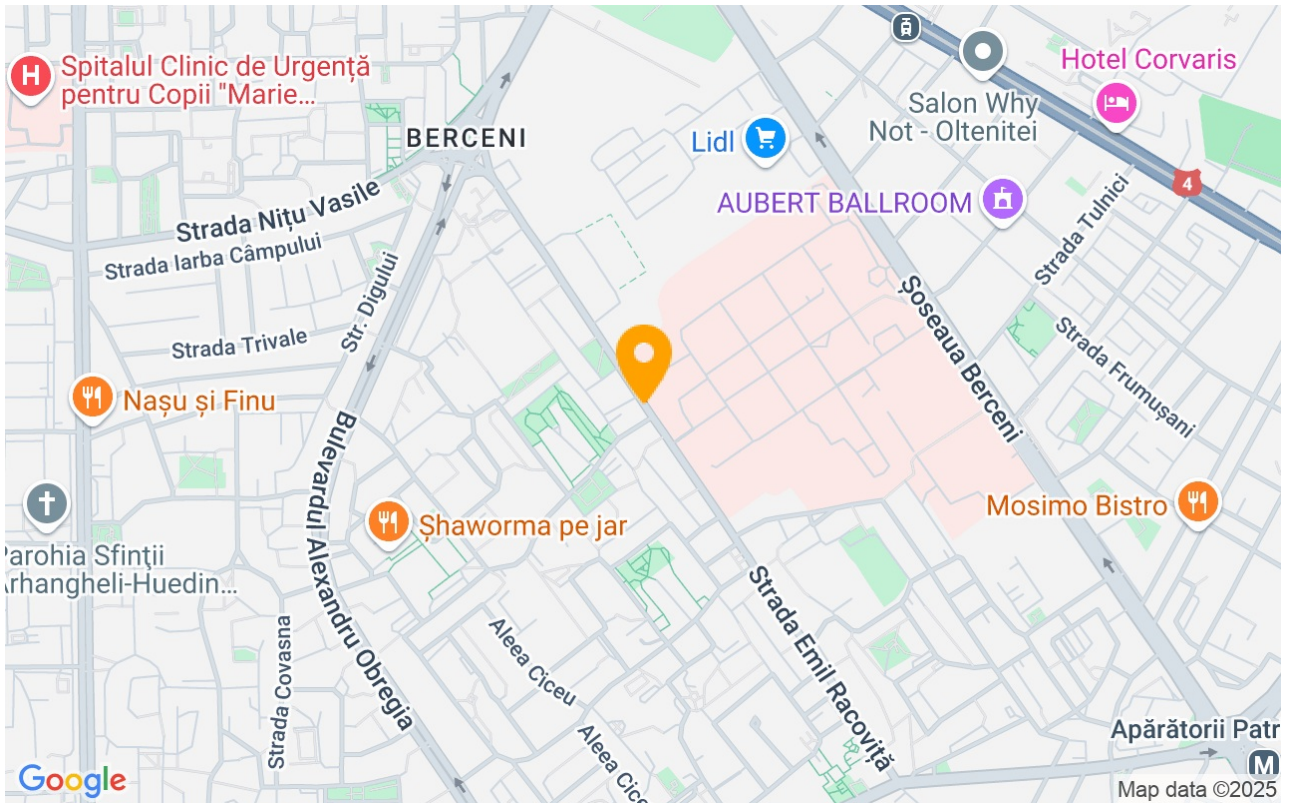 Spitalul Clinic de Urgență
pentru Copii "Marie...
H
BERCENI
Lidl
Salon Why
Not - Oltenitei
Hotel Corvaris
4
AUBERT BALLROOM
Strada Nițu Vasile
Strada Iarba Câmpului
Str. Digului
Strada Trivale
Strada Tulnici
Strada Frumușani
Șoseaua Berceni
Nașu și Finu
Bulevardul Alexandru Obregia
Șhaworma pe jar
Mosimo Bistro
Parohia Sfinții
Arhangheli-Huedin...
Strada Covasna
Aleea Ciceu
Aleea Cice
Strada Emil Racoviță
Apărătorii Patr
M
Google
Map data ©2025